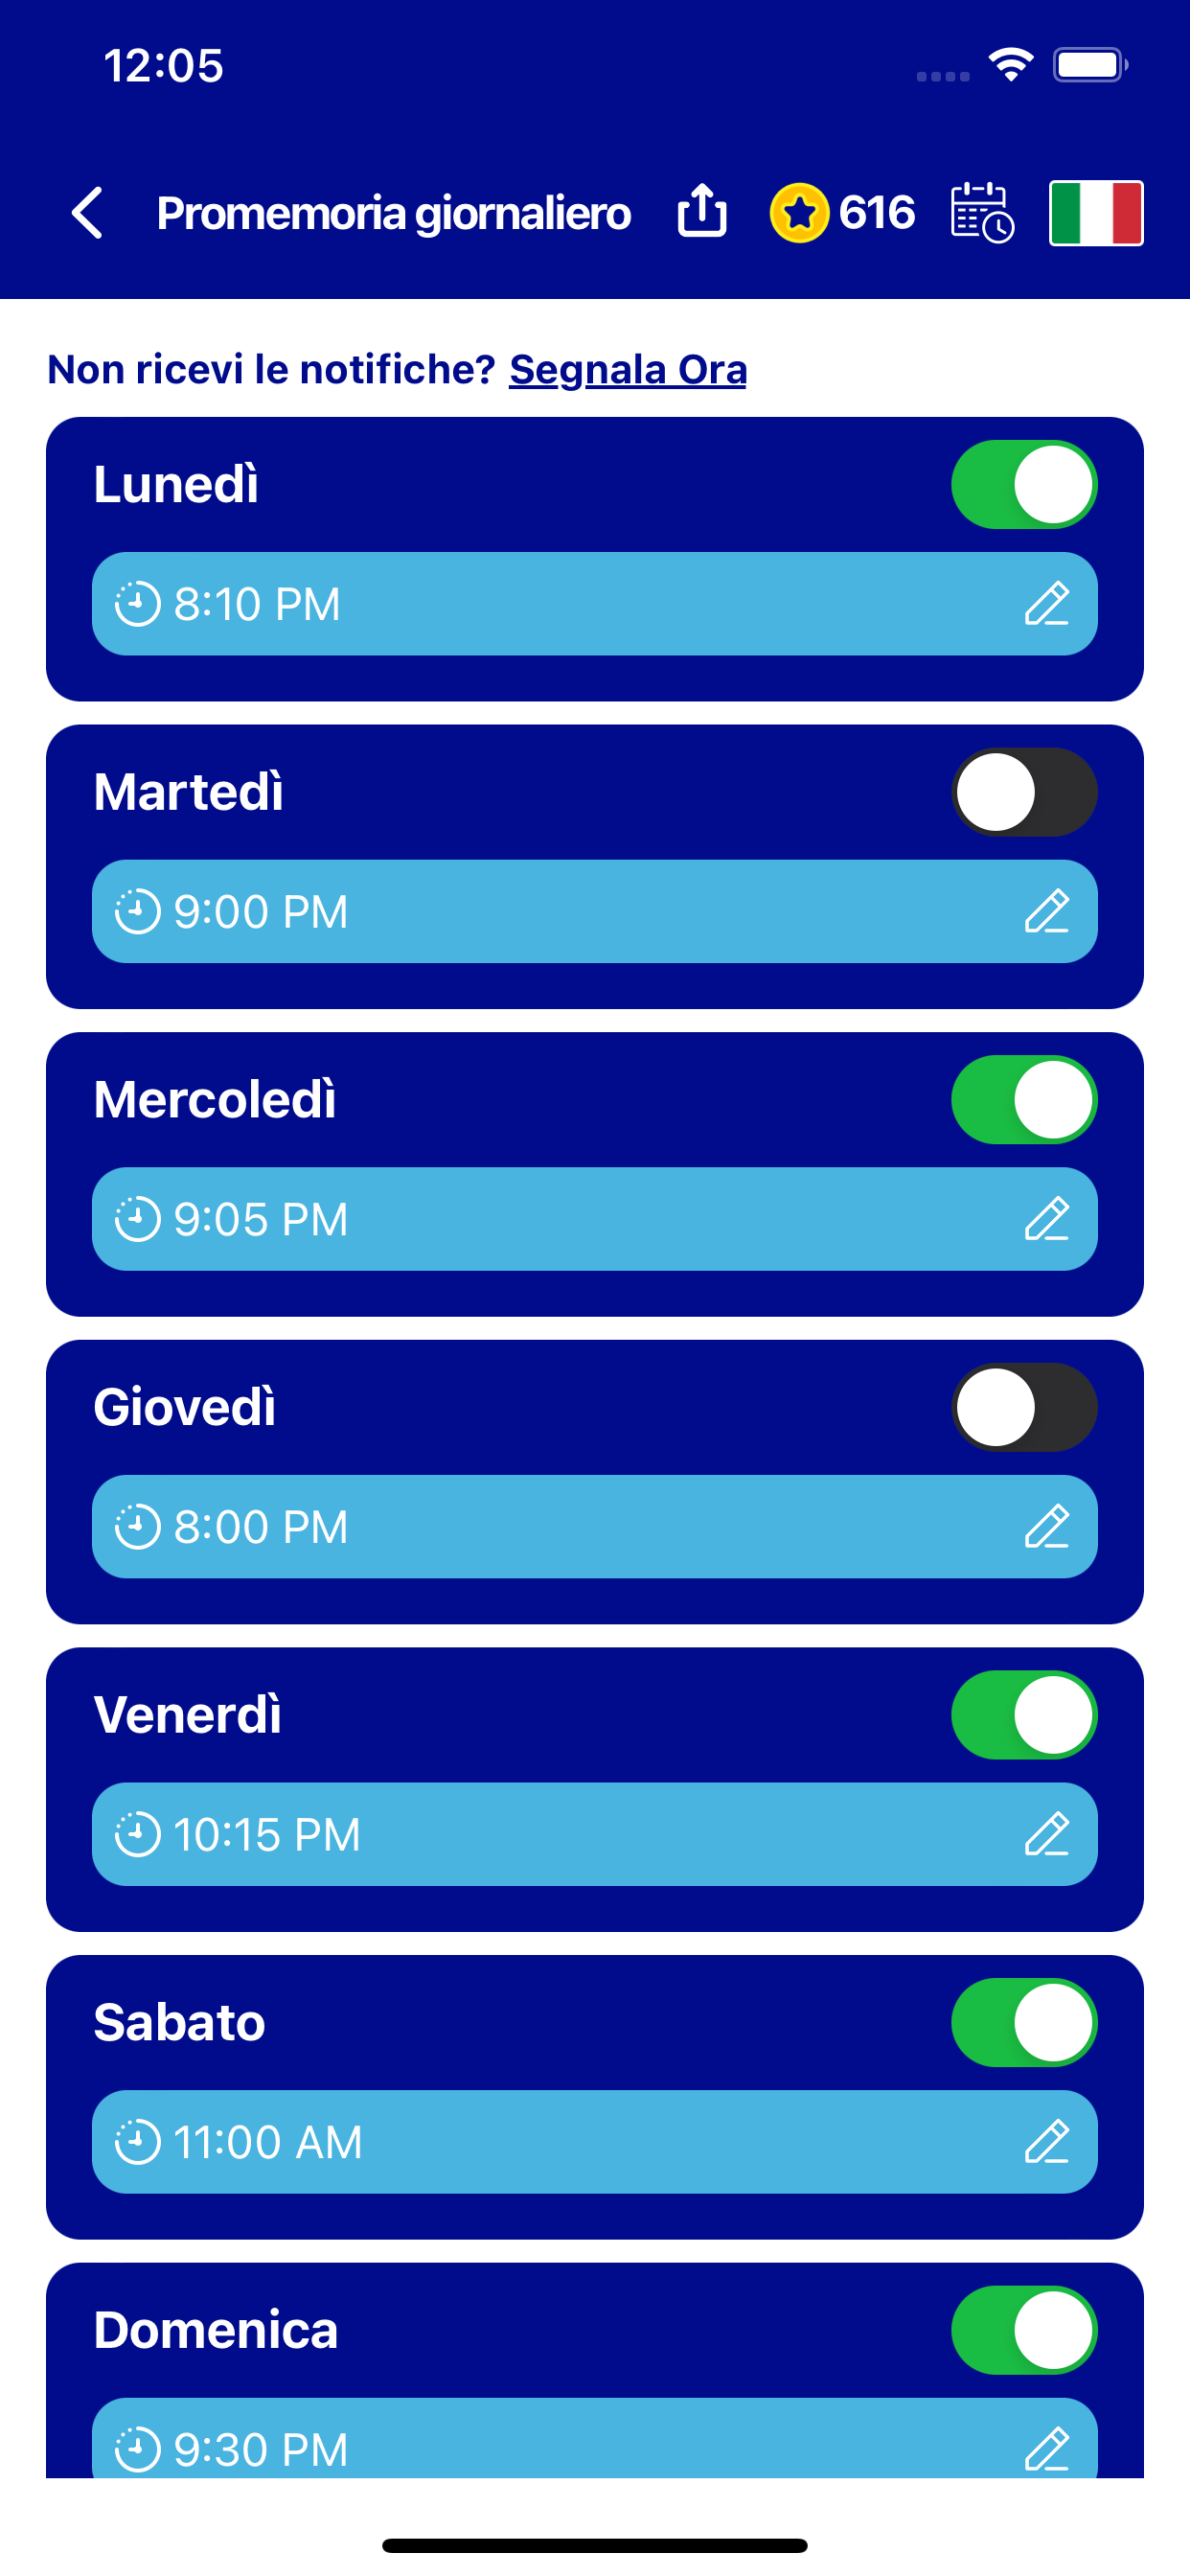 12:05
Promemoria giornaliero 616
Non ricevi le notifiche? Segnala Ora
Lunedì
8:10 PM
Martedì
9:00 PM
Mercoledì
9:05 PM
Giovedì
8:00 PM
Venerdì
10:15 PM
Sabato
11:00 AM
Domenica
9:30 PM